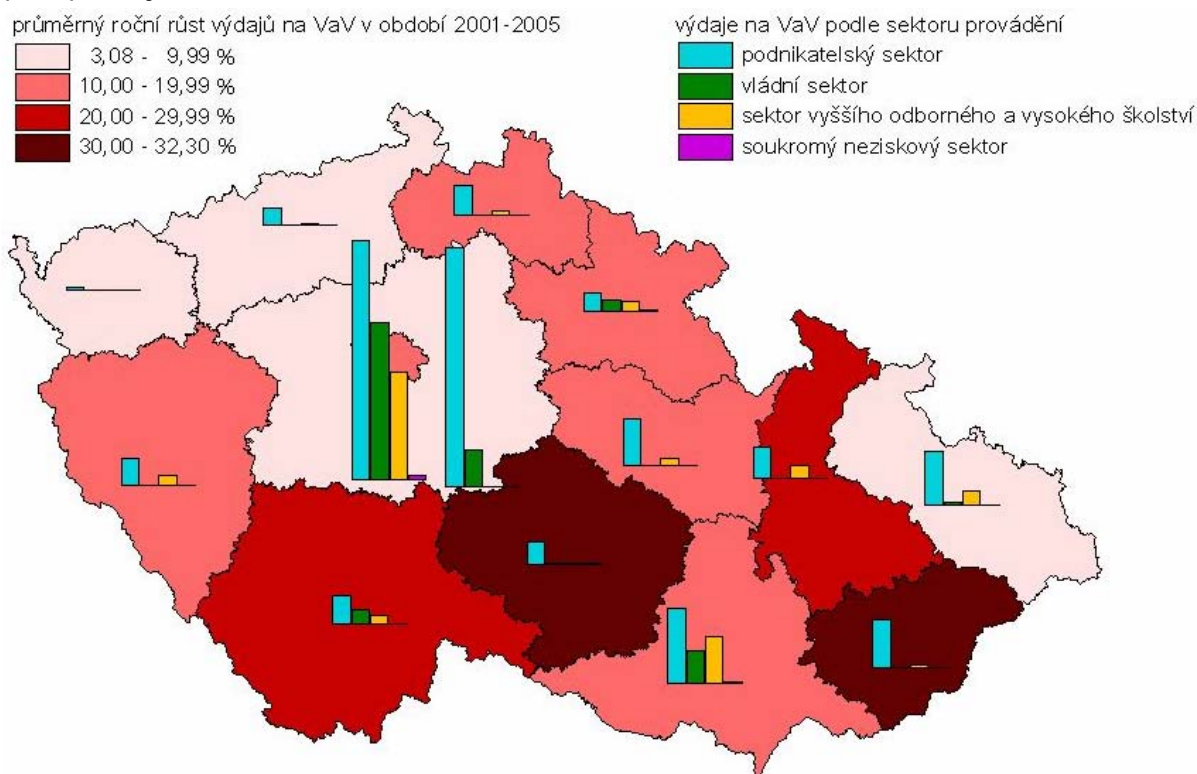 průměrný roční růst výdajů na VaV v období 2001-2005
3,08 - 9,99 %
10,00 - 19,99 %
20,00 - 29,99 %
30,00 - 32,30 %
výdaje na VaV podle sektoru provádění
podnikatelský sektor
vládní sektor
sektor vyššího odborného a vysokého školství
soukromý neziskový sektor